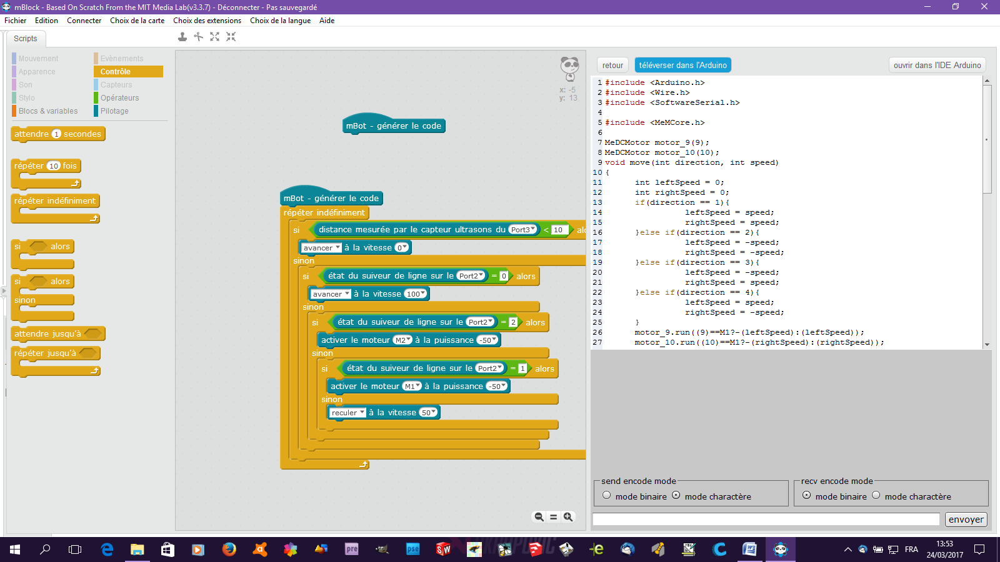 mBlock - Based On Scratch From the MIT Media Lab(v3.3.7) - Déconnecter - Pas sauvegardé
Fichier Edition Connecter Choix de la carte Choix des extensions Choix de la langue Aide
Scripts
Mouvement Evènements
Apparence Contrôle
Son Capteurs
Stylo Opérateurs
Blocs & variables Pilotage
attendre 1 secondes
répéter 10 fois
répéter indéfiniment
si alors
si alors
sinon
attendre jusqu'à
répéter jusqu'à
x: -5
y: 13
mBot - générer le code
mBot - générer le code
répéter indéfiniment
si distance mesurée par le capteur ultrasons du Port3 < 10 alo
avancer à la vitesse 0
sinon
si état du suiveur de ligne sur le Port2 = 0 alors
avancer à la vitesse 100
sinon
si état du suiveur de ligne sur le Port2 = 2 alors
activer le moteur M2 à la puissance -50
sinon
si état du suiveur de ligne sur le Port2 = 1 alors
activer le moteur M1 à la puissance -50
sinon
reculer à la vitesse 50
retour téléverser dans l'Arduino ouvrir dans l'IDE Arduino
1 #include <Arduino.h>
2 #include <Wire.h>
3 #include <SoftwareSerial.h>
4
5 #include <MeMCore.h>
6
7 MeDCMotor motor_9(9);
8 MeDCMotor motor_10(10);
9 void move(int direction, int speed)
10 {
11 int leftSpeed = 0;
12 int rightSpeed = 0;
13 if(direction == 1){
14 leftSpeed = speed;
15 rightSpeed = speed;
16 }else if(direction == 2){
17 leftSpeed = -speed;
18 rightSpeed = -speed;
19 }else if(direction == 3){
20 leftSpeed = -speed;
21 rightSpeed = speed;
22 }else if(direction == 4){
23 leftSpeed = speed;
24 rightSpeed = -speed;
25 }
26 motor_9.run((9)==M1?-(leftSpeed):(leftSpeed));
27 motor_10.run((10)==M1?-(rightSpeed):(rightSpeed));
send encode mode recv encode mode
mode binaire mode charactère mode binaire mode charactère
envoyer
pre pse SW FRA 13:53
24/03/2017